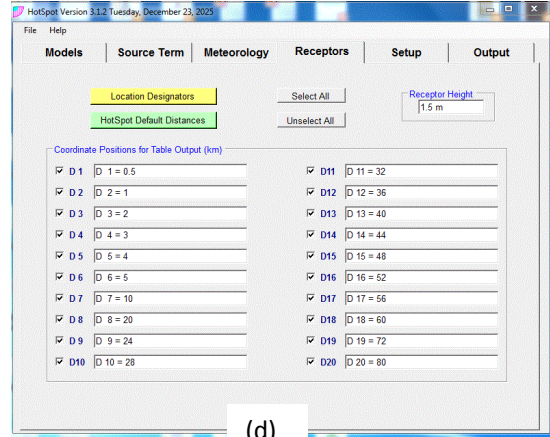 HotSpot Version 3.1.2 Tuesday, December 23, 2025
File Help
Models Source Term Meteorology Receptors Setup Output
Location Designators Select All Receptor Height
1.5 m
HotSpot Default Distances Unselect All
Coordinate Positions for Table Output (km)
D 1 D 1 = 0.5 D11 D 11 = 32
D 2 D 2 = 1 D12 D 12 = 36
D 3 D 3 = 2 D13 D 13 = 40
D 4 D 4 = 3 D14 D 14 = 44
D 5 D 5 = 4 D15 D 15 = 48
D 6 D 6 = 5 D16 D 16 = 52
D 7 D 7 = 10 D17 D 17 = 56
D 8 D 8 = 20 D18 D 18 = 60
D 9 D 9 = 24 D19 D 19 = 72
D10 D 10 = 28 D20 D 20 = 80
(d)